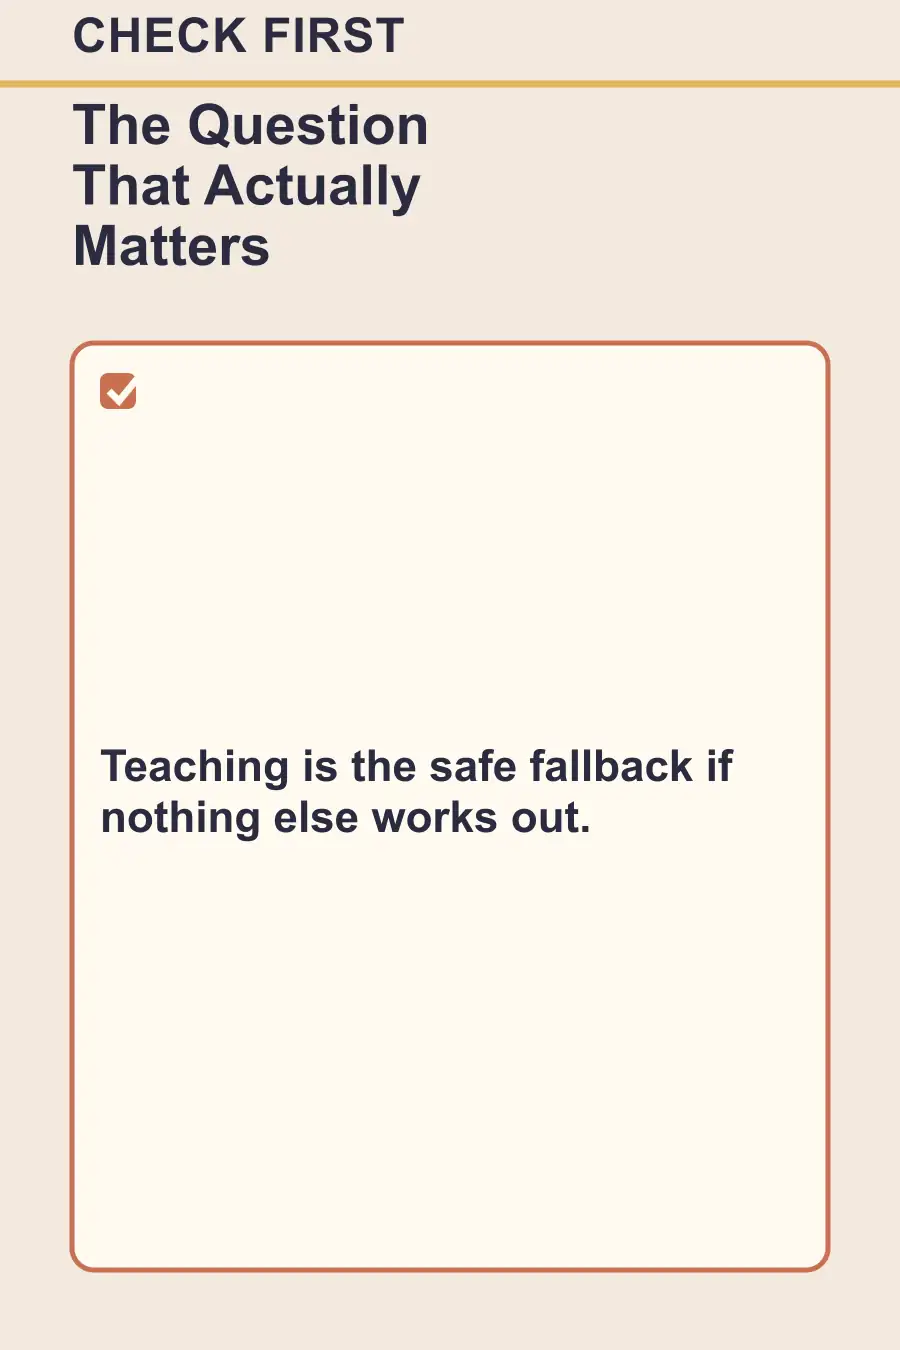 CHECK FIRST
The Question
That Actually
Matters
Teaching is the safe fallback if
nothing else works out.